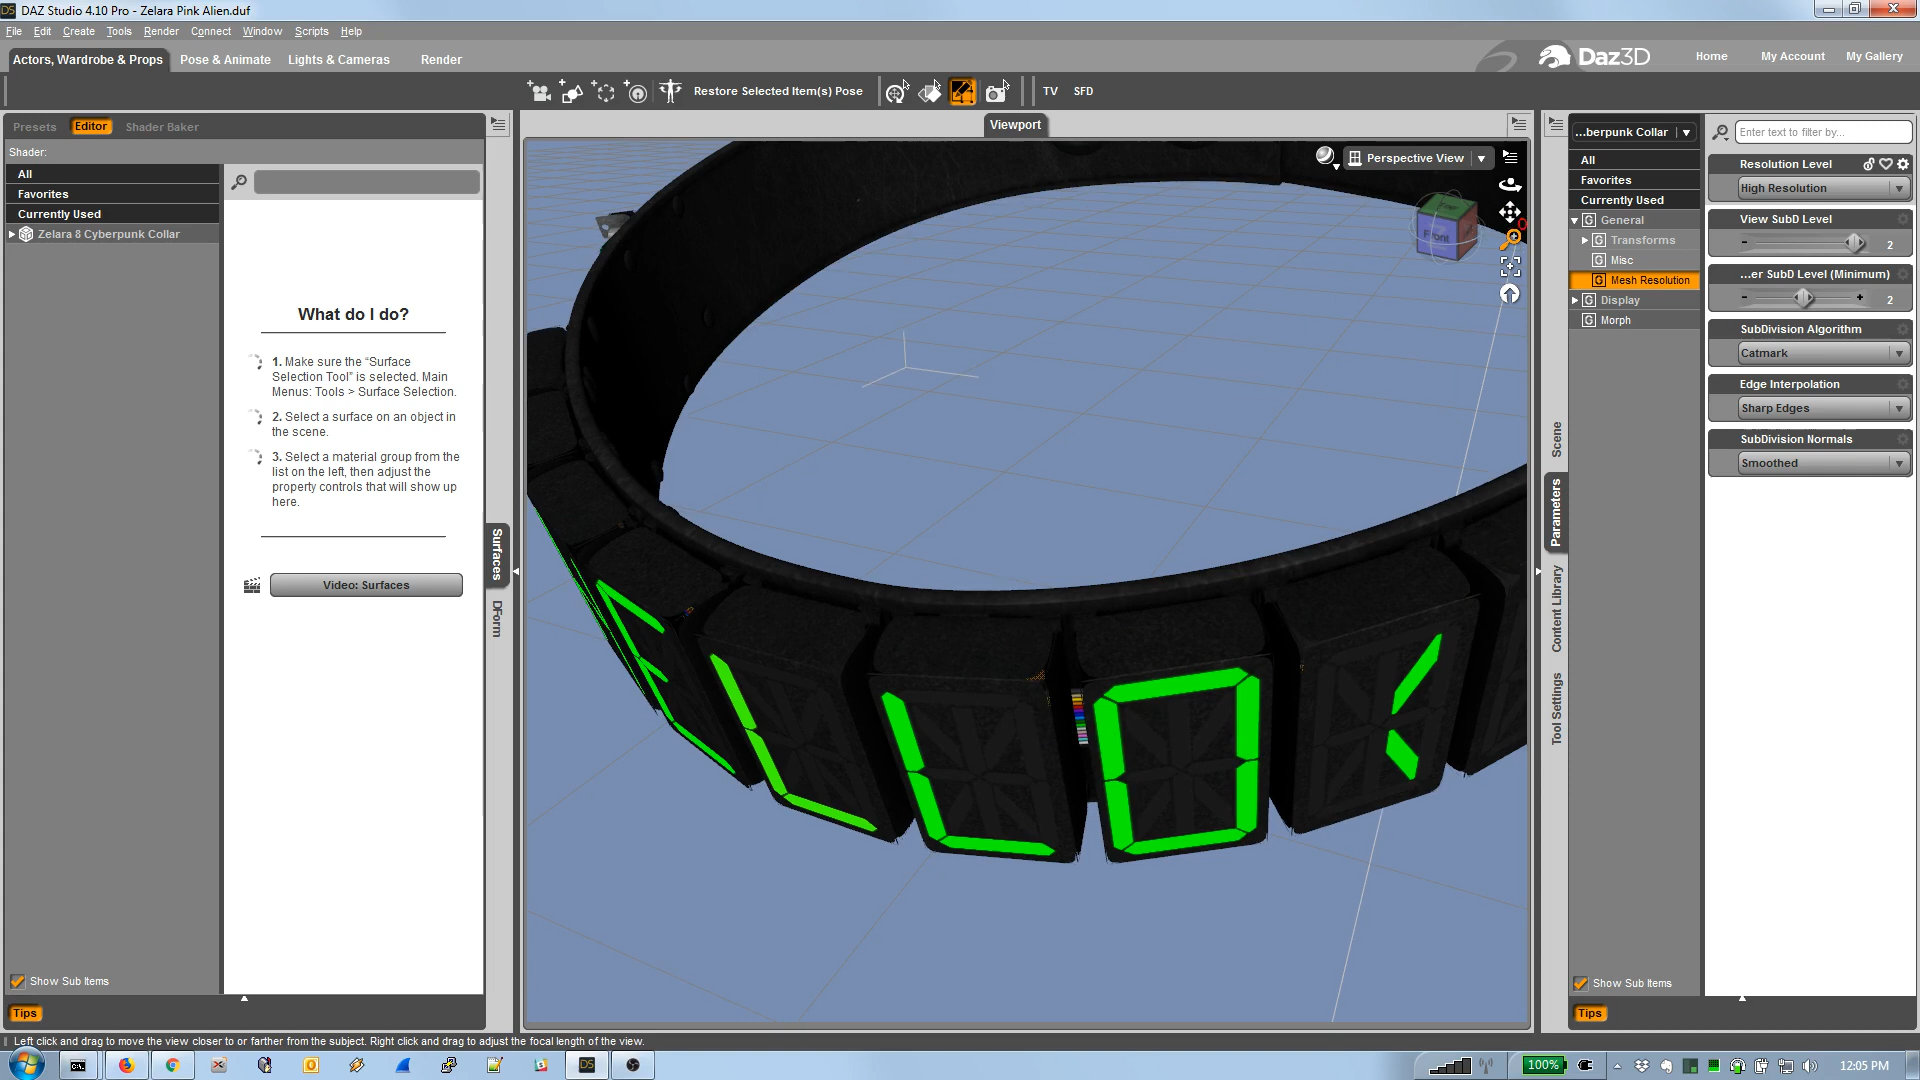 DAZ Studio 4.10 Pro - Zelara Pink Alien.duf
File Edit Create Tools Render Connect Window Scripts Help
Actors, Wardrobe & Props Pose & Animate Lights & Cameras Render
Daz3D Home My Account My Gallery
Restore Selected Item(s) Pose TV SFD
Presets Editor Shader Baker
Shader:
All
Favorites
Currently Used
Zelara 8 Cyberpunk Collar
What do I do?
1. Make sure the “Surface
Selection Tool” is selected. Main
Menus: Tools > Surface Selection.
2. Select a surface on an object in
the scene.
3. Select a material group from the
list on the left, then adjust the
property controls that will show up
here.
Video: Surfaces
Show Sub Items
Tips
Surfaces
DForm
Viewport
Perspective View
Front
Scene
Parameters
Content Library
Tool Settings
...berpunk Collar
Enter text to filter by...
All
Favorites
Currently Used
General
Transforms
Misc
Mesh Resolution
Display
Morph
Resolution Level
High Resolution
View SubD Level
2
...er SubD Level (Minimum)
2
SubDivision Algorithm
Catmark
Edge Interpolation
Sharp Edges
SubDivision Normals
Smoothed
Show Sub Items
Tips
Left click and drag to move the view closer to or farther from the subject. Right click and drag to adjust the focal length of the view.
DS
100%
12:05 PM